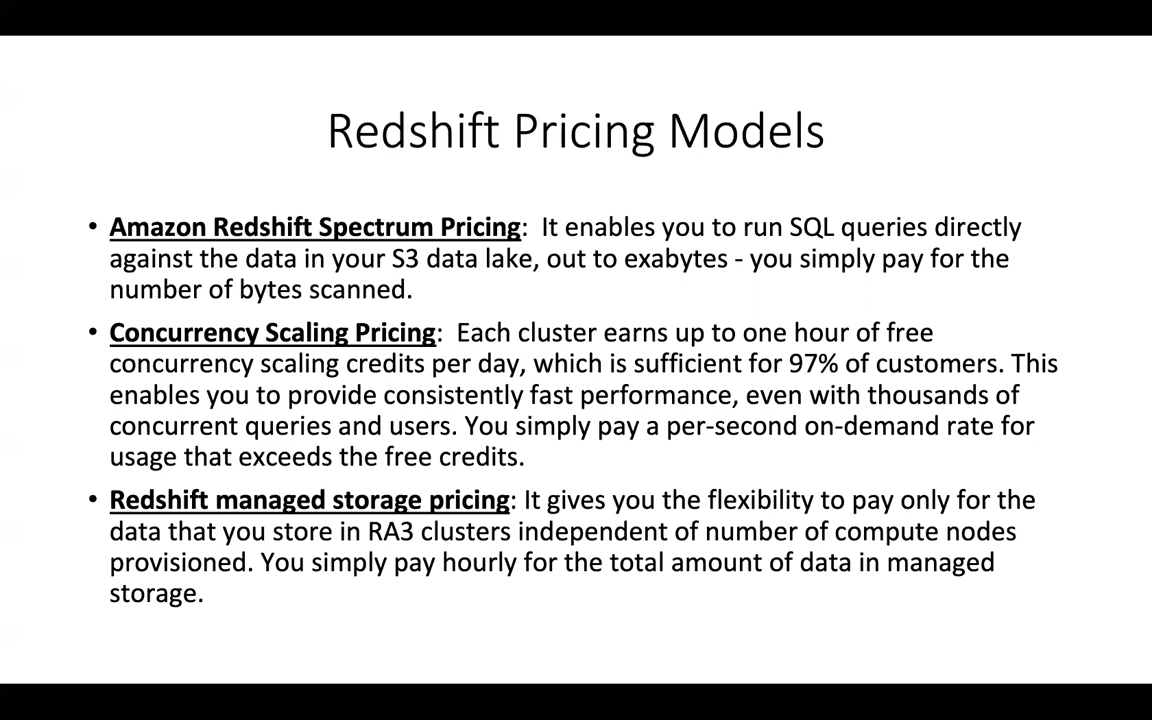 Redshift Pricing Models
• Amazon Redshift Spectrum Pricing: It enables you to run SQL queries directly
against the data in your S3 data lake, out to exabytes - you simply pay for the
number of bytes scanned.
• Concurrency Scaling Pricing: Each cluster earns up to one hour of free
concurrency scaling credits per day, which is sufficient for 97% of customers. This
enables you to provide consistently fast performance, even with thousands of
concurrent queries and users. You simply pay a per-second on-demand rate for
usage that exceeds the free credits.
• Redshift managed storage pricing: It gives you the flexibility to pay only for the
data that you store in RA3 clusters independent of number of compute nodes
provisioned. You simply pay hourly for the total amount of data in managed
storage.